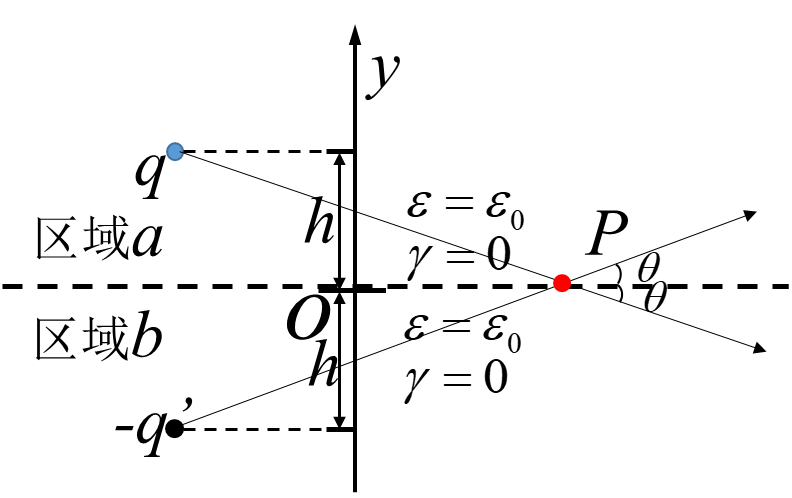 y
q
h
ε = ε₀
γ = 0
P
θ
θ
区域a
O
区域b
h
ε = ε₀
γ = 0
-q’